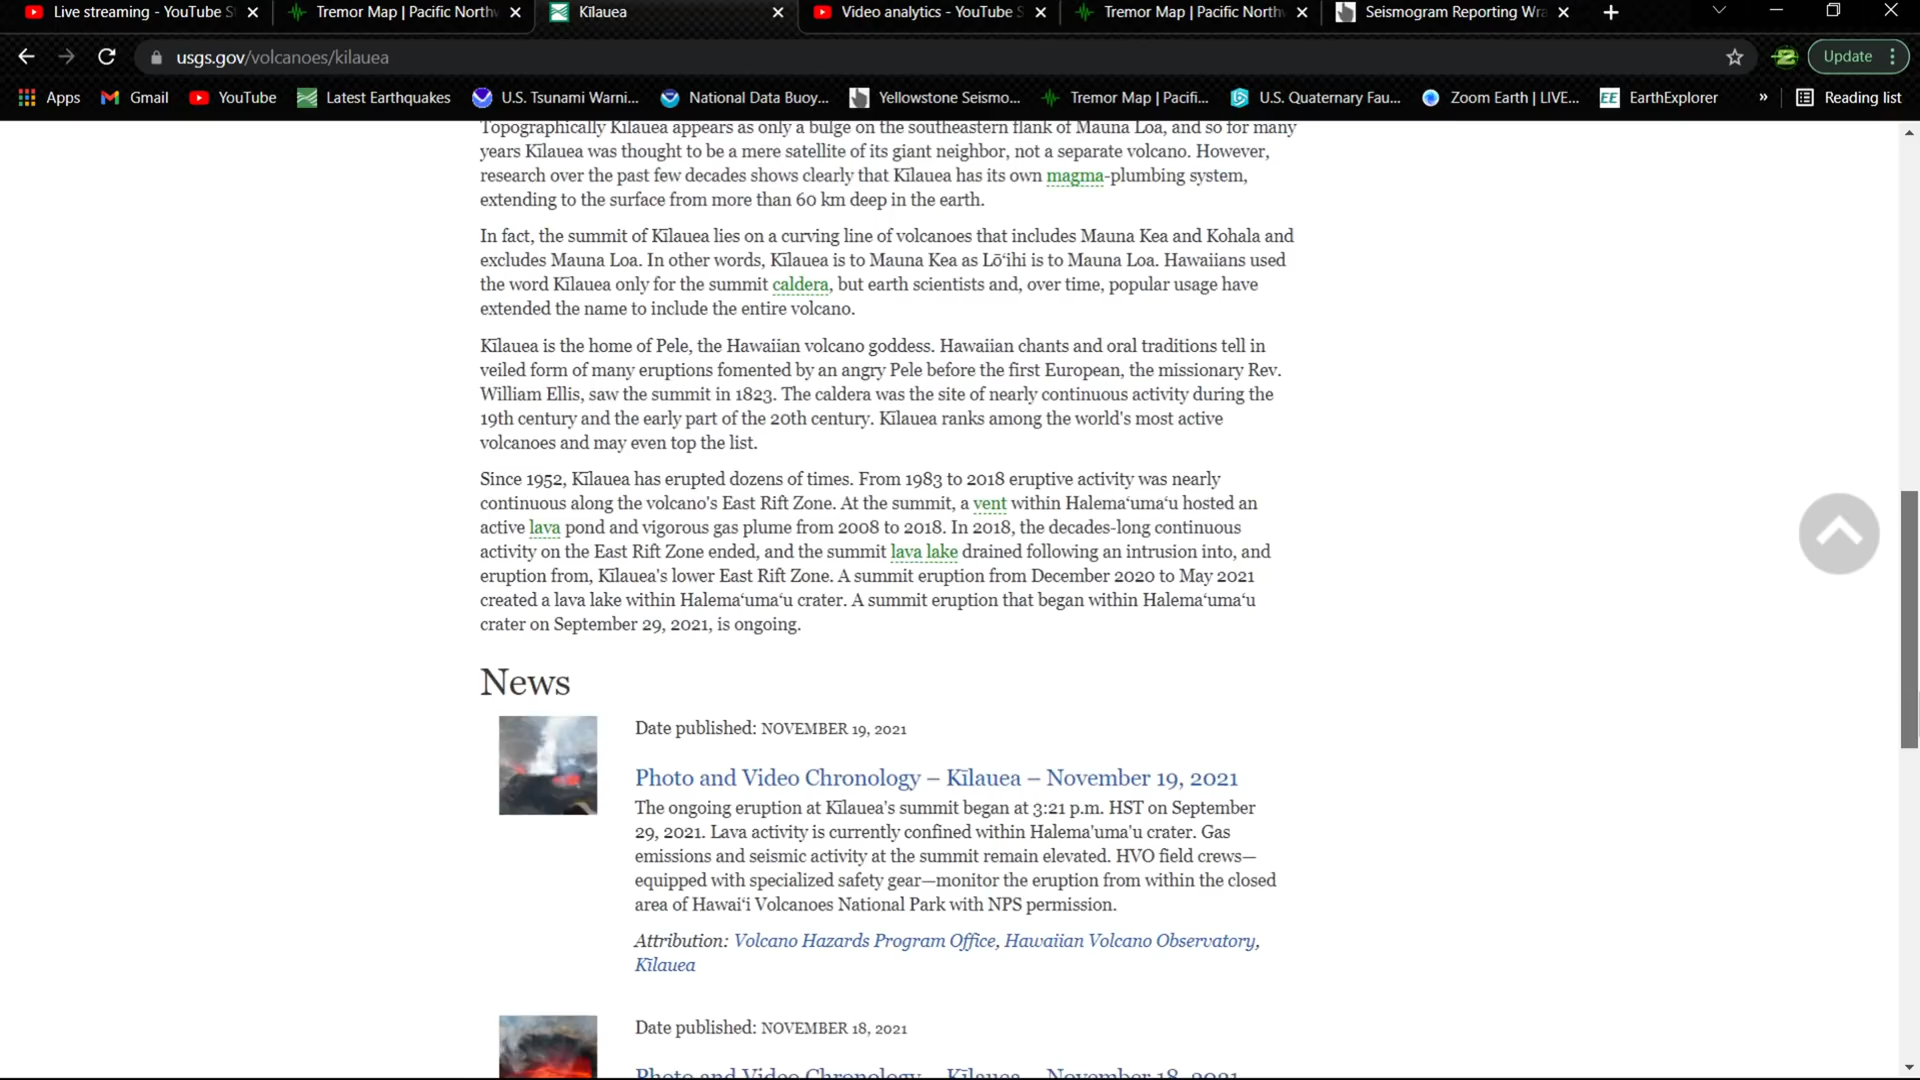 Live streaming - YouTube S
Tremor Map | Pacific North
Kīlauea
Video analytics - YouTube S
Tremor Map | Pacific North
Seismogram Reporting Wra
usgs.gov/volcanoes/kilauea
Update
Apps
Gmail
YouTube
Latest Earthquakes
U.S. Tsunami Warni...
National Data Buoy...
Yellowstone Seismo...
Tremor Map | Pacifi...
U.S. Quaternary Fau...
Zoom Earth | LIVE...
EE EarthExplorer
»
Reading list
Topographically Kīlauea appears as only a bulge on the southeastern flank of Mauna Loa, and so for many
years Kīlauea was thought to be a mere satellite of its giant neighbor, not a separate volcano. However,
research over the past few decades shows clearly that Kīlauea has its own magma-plumbing system,
extending to the surface from more than 60 km deep in the earth.
In fact, the summit of Kīlauea lies on a curving line of volcanoes that includes Mauna Kea and Kohala and
excludes Mauna Loa. In other words, Kīlauea is to Mauna Kea as Lō‘ihi is to Mauna Loa. Hawaiians used
the word Kīlauea only for the summit caldera, but earth scientists and, over time, popular usage have
extended the name to include the entire volcano.
Kīlauea is the home of Pele, the Hawaiian volcano goddess. Hawaiian chants and oral traditions tell in
veiled form of many eruptions fomented by an angry Pele before the first European, the missionary Rev.
William Ellis, saw the summit in 1823. The caldera was the site of nearly continuous activity during the
19th century and the early part of the 20th century. Kīlauea ranks among the world's most active
volcanoes and may even top the list.
Since 1952, Kīlauea has erupted dozens of times. From 1983 to 2018 eruptive activity was nearly
continuous along the volcano's East Rift Zone. At the summit, a vent within Halema‘uma‘u hosted an
active lava pond and vigorous gas plume from 2008 to 2018. In 2018, the decades-long continuous
activity on the East Rift Zone ended, and the summit lava lake drained following an intrusion into, and
eruption from, Kīlauea's lower East Rift Zone. A summit eruption from December 2020 to May 2021
created a lava lake within Halema‘uma‘u crater. A summit eruption that began within Halema‘uma‘u
crater on September 29, 2021, is ongoing.
News
Date published: NOVEMBER 19, 2021
Photo and Video Chronology – Kīlauea – November 19, 2021
The ongoing eruption at Kīlauea's summit began at 3:21 p.m. HST on September
29, 2021. Lava activity is currently confined within Halema'uma'u crater. Gas
emissions and seismic activity at the summit remain elevated. HVO field crews—
equipped with specialized safety gear—monitor the eruption from within the closed
area of Hawai‘i Volcanoes National Park with NPS permission.
Attribution: Volcano Hazards Program Office, Hawaiian Volcano Observatory,
Kīlauea
Date published: NOVEMBER 18, 2021
Photo and Video Chronology – Kīlauea – November 18, 2021